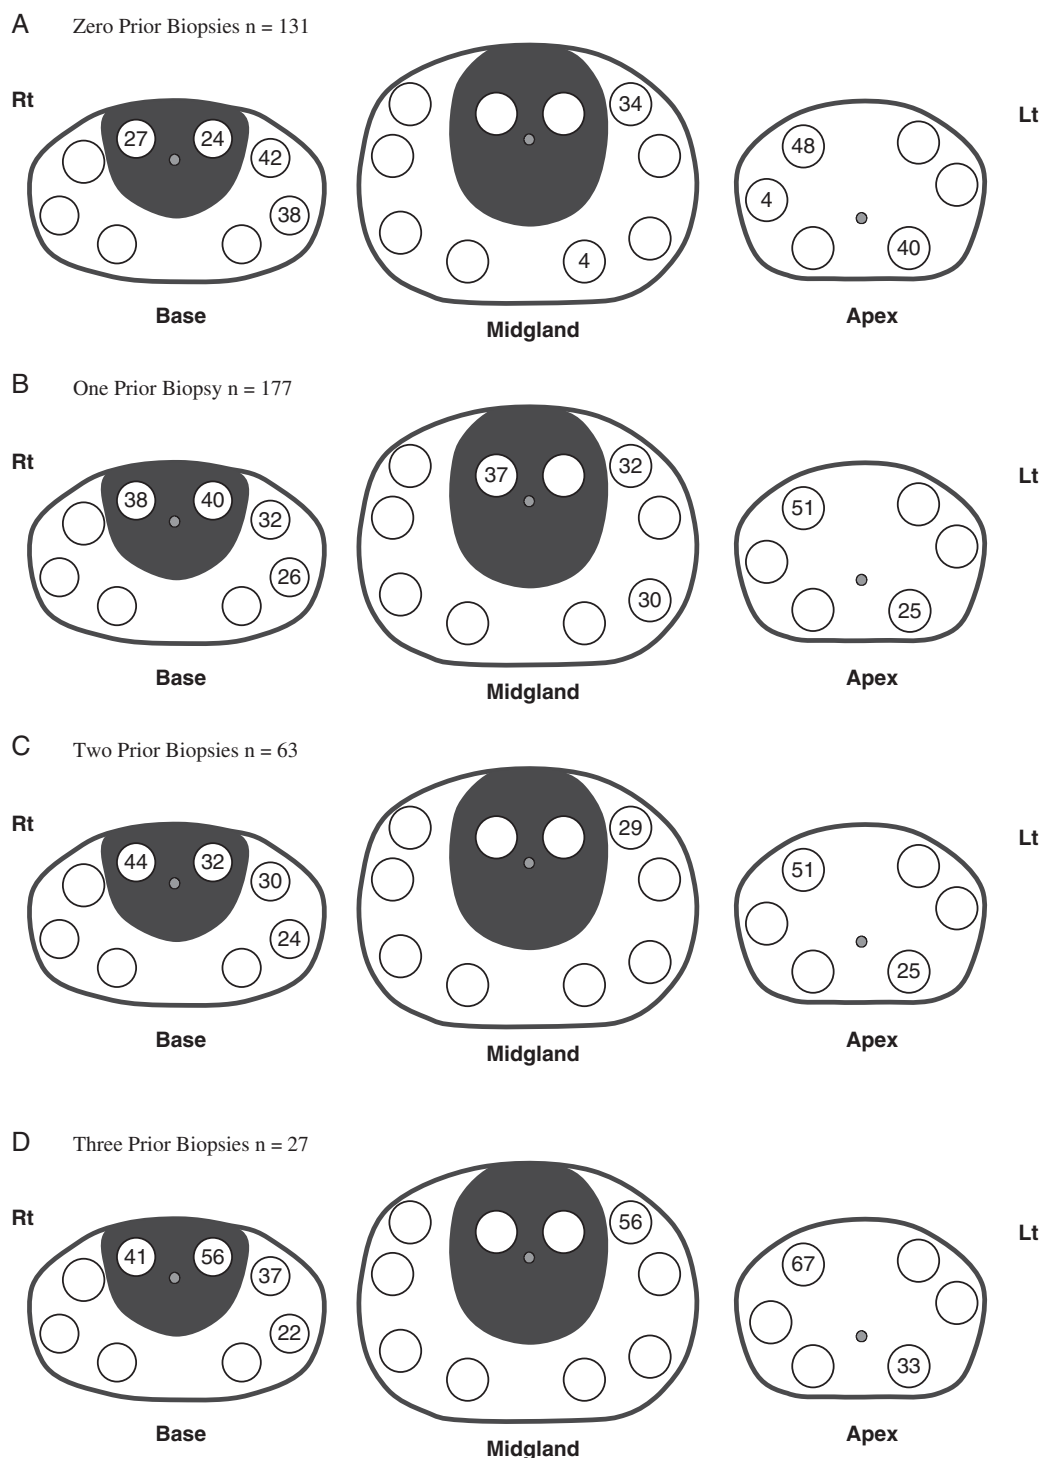 A Zero Prior Biopsies n = 131
Rt Lt
27 24 42 38
34 4
48 4 40
Base Midgland Apex
B One Prior Biopsy n = 177
Rt Lt
38 40 32 26
37 32 30
51 25
Base Midgland Apex
C Two Prior Biopsies n = 63
Rt Lt
44 32 30 24
29
51 25
Base Midgland Apex
D Three Prior Biopsies n = 27
Rt Lt
41 56 37 22
56
67 33
Base Midgland Apex